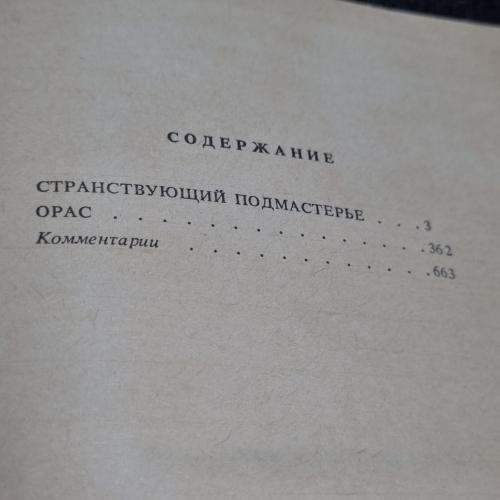 СОДЕРЖАНИЕ
СТРАНСТВУЮЩИЙ ПОДМАСТЕРЬЕ . . . 3
ОРАС . . . . . . . . . . . . . 362
Комментарии . . . . . . . . . . 663